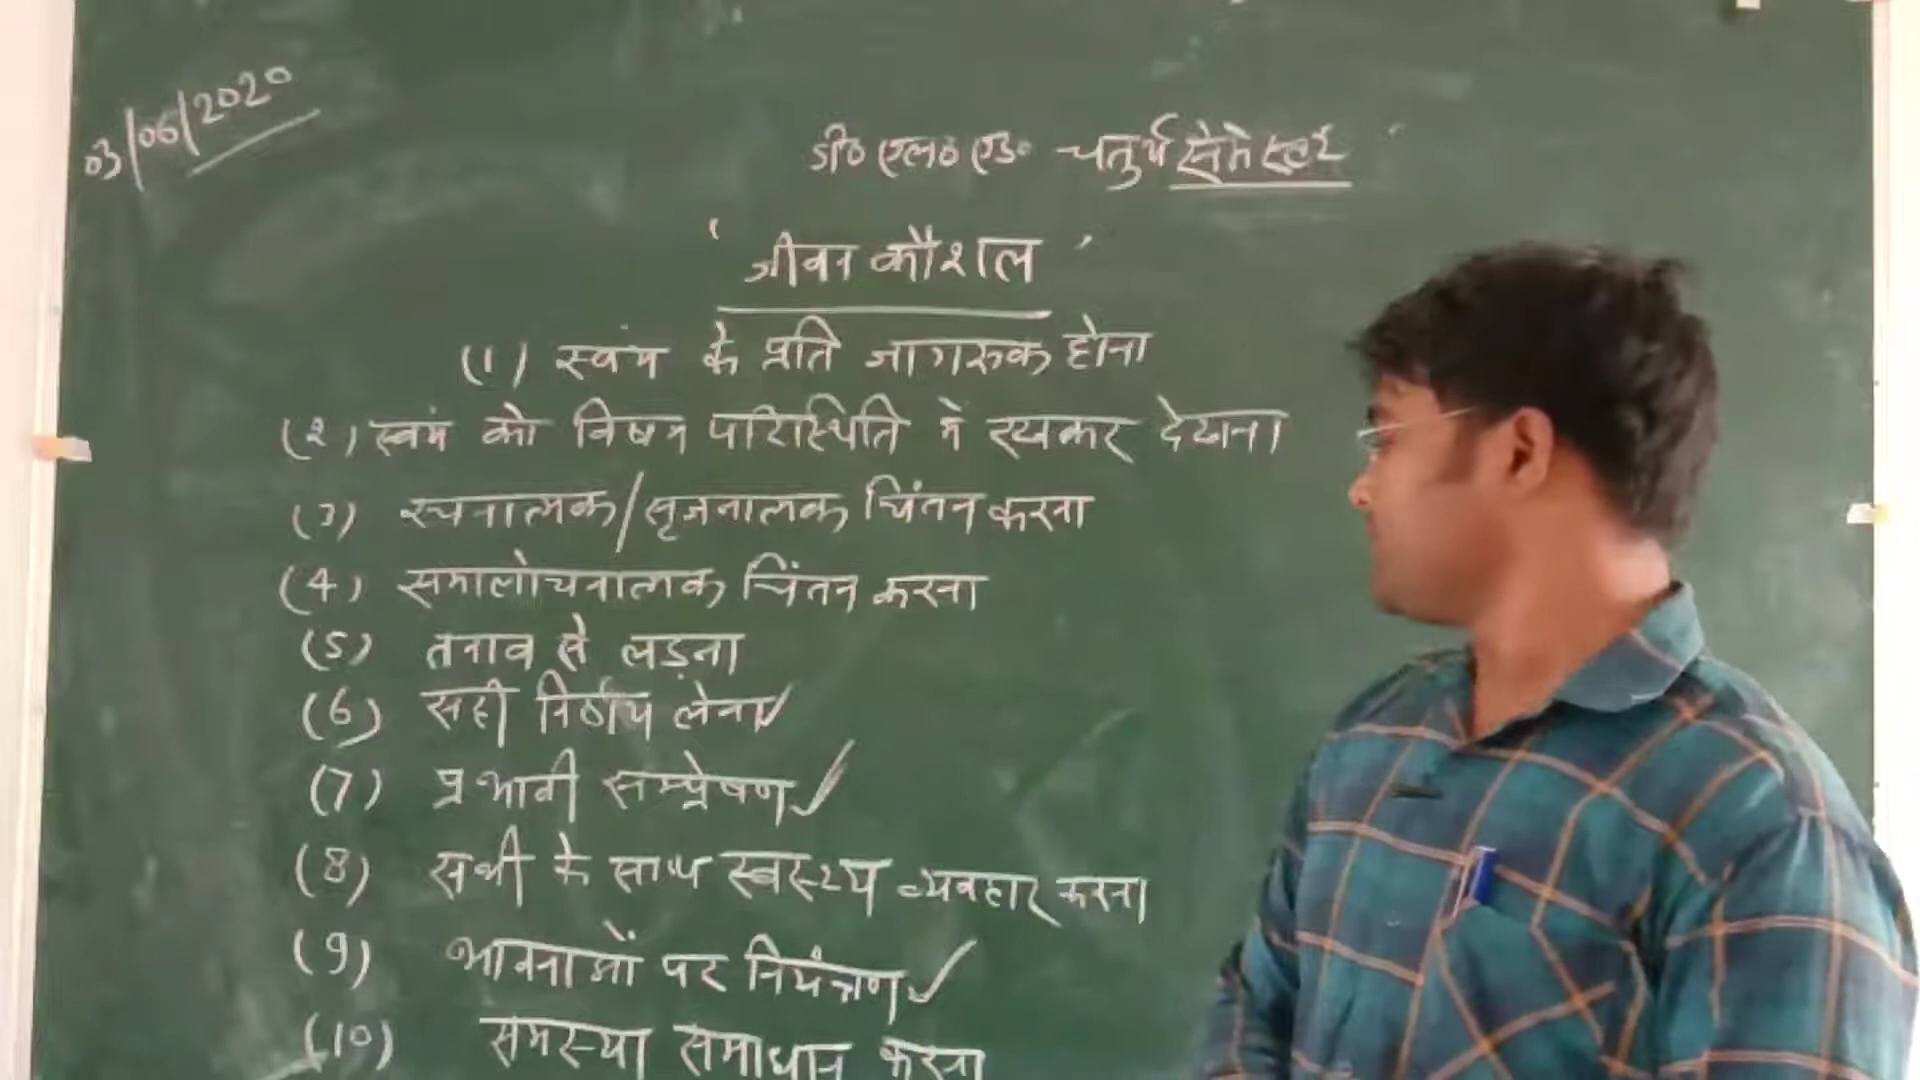 03/06/2020
डी० एल० एड० चतुर्थ सेमेस्टर
' जीवन कौशल '
(1) स्वंम के प्रति जागरूक होना
(2) स्वंम को विषम परिस्थिति में रखकर देखना
(3) रचनात्मक/सृजनात्मक चिंतन करना
(4) समालोचनात्मक चिंतन करना
(5) तनाव से लड़ना
(6) सही निर्णय लेना ✓
(7) प्रभावी सम्प्रेषण ✓
(8) सभी के साथ स्वस्थ्य व्यवहार करना
(9) भावनाओं पर नियंत्रण ✓
(10) समस्या समाधान करना